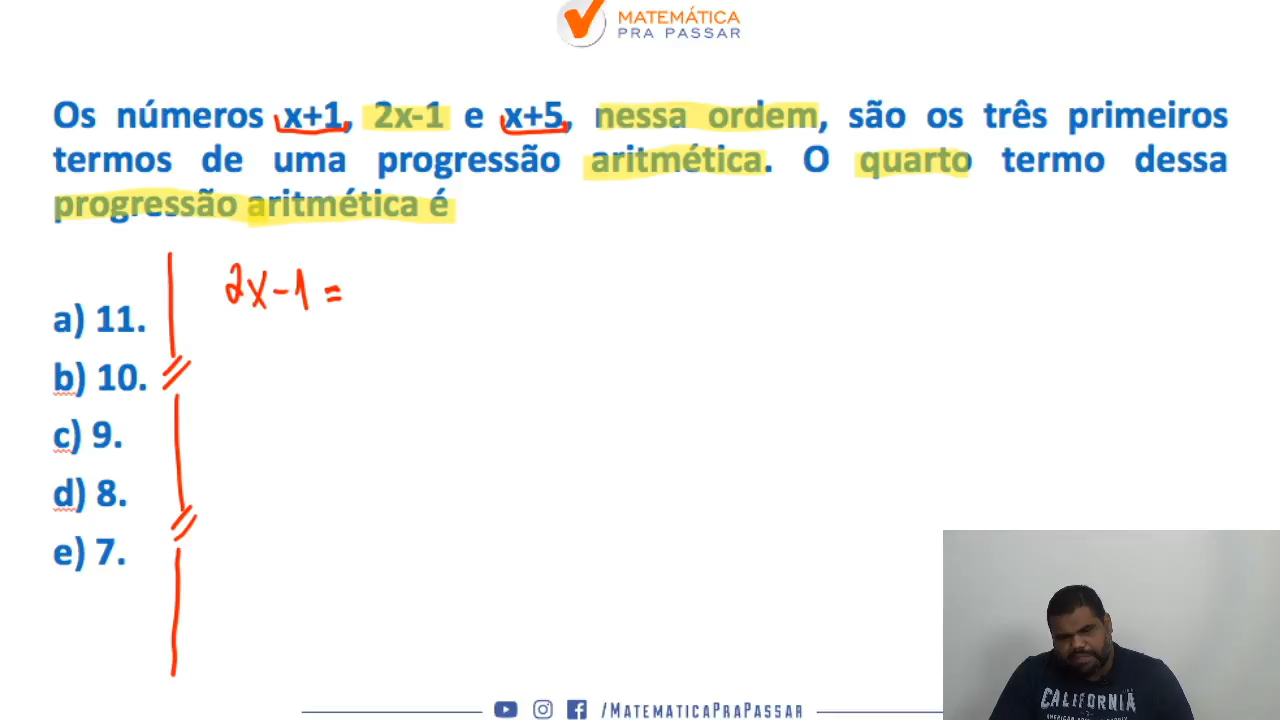 MATEMÁTICA
PRA PASSAR
Os números x+1, 2x-1 e x+5, nessa ordem, são os três primeiros
termos de uma progressão aritmética. O quarto termo dessa
progressão aritmética é
2x-1=
a) 11.
b) 10.
c) 9.
d) 8.
e) 7.
CALIFORNIA
/MATEMATICAPRAPASSAR